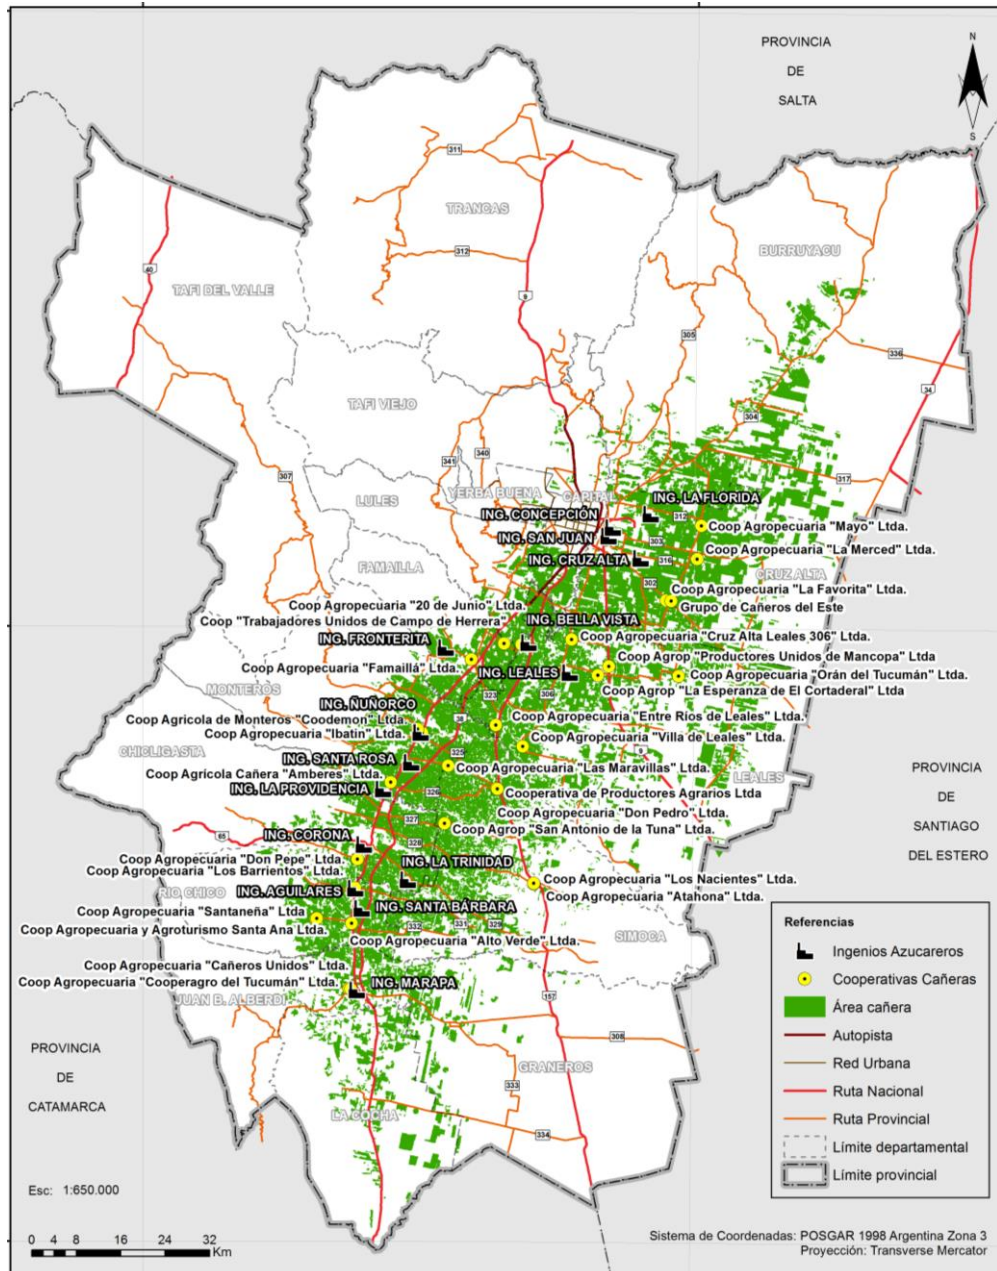 PROVINCIA
DE
SALTA
N
S
311
TRANCAS
312
BURRUYACU
40
TAFI DEL VALLE
9
305
336
34
TAFI VIEJO
304
341
340
317
307
LULES
YERBA BUENA
CAPITAL
ING. LA FLORIDA
ING. CONCEPCIÓN
312
Coop Agropecuaria "Mayo" Ltda.
ING. SAN JUAN
303
Coop Agropecuaria "La Merced" Ltda.
ING. CRUZ ALTA
316
FAMAILLA
302
CRUZ ALTA
Coop Agropecuaria "La Favorita" Ltda.
Coop Agropecuaria "20 de Junio" Ltda.
Grupo de Cañeros del Este
Coop "Trabajadores Unidos de Campo de Herrera"
ING. BELLA VISTA
ING. FRONTERITA
Coop Agropecuaria "Cruz Alta Leales 306" Ltda.
Coop Agropecuaria "Famaillá" Ltda.
Coop Agrop "Productores Unidos de Mancopa" Ltda
ING. LEALES
Coop Agropecuaria "Orán del Tucumán" Ltda.
MONTEROS
323
306
Coop Agrop "La Esperanza de El Cortaderal" Ltda
ING. ÑUÑORCO
Coop Agricola de Monteros "Coodemon" Ltda.
38
Coop Agropecuaria "Entre Ríos de Leales" Ltda.
Coop Agropecuaria "Ibatin" Ltda.
Coop Agropecuaria "Villa de Leales" Ltda.
CHICLIGASTA
9
325
ING. SANTA ROSA
Coop Agropecuaria "Las Maravillas" Ltda.
LEALES
PROVINCIA
DE
SANTIAGO
DEL ESTERO
Coop Agrícola Cañera "Amberes" Ltda.
ING. LA PROVIDENCIA
326
Cooperativa de Productores Agrarios Ltda
Coop Agropecuaria "Don Pedro" Ltda.
327
Coop Agrop "San Antonio de la Tuna" Ltda.
65
ING. CORONA
328
Coop Agropecuaria "Don Pepe" Ltda.
ING. LA TRINIDAD
Coop Agropecuaria "Los Barrientos" Ltda.
Coop Agropecuaria "Los Nacientes" Ltda.
RIO CHICO
ING. AGUILARES
Coop Agropecuaria "Atahona" Ltda.
Coop Agropecuaria "Santaneña" Ltda
ING. SANTA BÁRBARA
332
331
329
Coop Agropecuaria y Agroturismo Santa Ana Ltda.
Coop Agropecuaria "Alto Verde" Ltda.
SIMOCA
Coop Agropecuaria "Cañeros Unidos" Ltda.
Coop Agropecuaria "Cooperagro del Tucumán" Ltda.
ING. MARAPA
JUAN B. ALBERDI
157
308
PROVINCIA
DE
CATAMARCA
GRANEROS
333
LA COCHA
334
Referencias
Ingenios Azucareros
Cooperativas Cañeras
Área cañera
Autopista
Red Urbana
Ruta Nacional
Ruta Provincial
Límite departamental
Límite provincial
Esc: 1:650.000
0 4 8 16 24 32
Km
Sistema de Coordenadas: POSGAR 1998 Argentina Zona 3
Proyección: Transverse Mercator